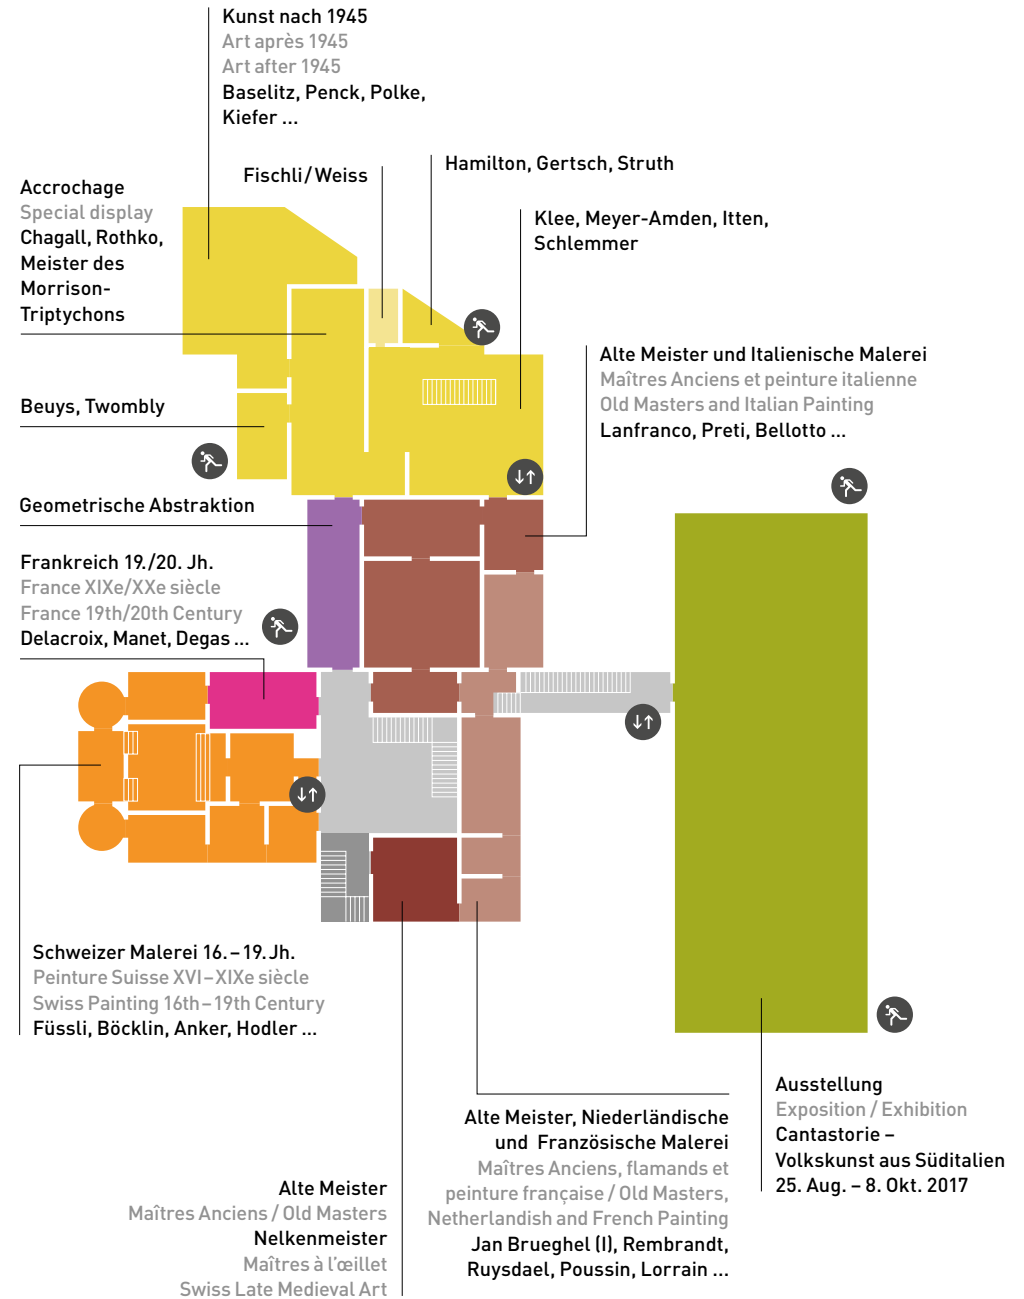 Kunst nach 1945
Art après 1945
Art after 1945
Baselitz, Penck, Polke,
Kiefer ...
Fischli/Weiss
Hamilton, Gertsch, Struth
Accrochage
Special display
Chagall, Rothko,
Meister des
Morrison-
Triptychons
Klee, Meyer-Amden, Itten,
Schlemmer
Alte Meister und Italienische Malerei
Maîtres Anciens et peinture italienne
Old Masters and Italian Painting
Lanfranco, Preti, Bellotto ...
Beuys, Twombly
Geometrische Abstraktion
Frankreich 19./20. Jh.
France XIXe/XXe siècle
France 19th/20th Century
Delacroix, Manet, Degas ...
Schweizer Malerei 16. – 19. Jh.
Peinture Suisse XVI – XIXe siècle
Swiss Painting 16th – 19th Century
Füssli, Böcklin, Anker, Hodler ...
Alte Meister
Maîtres Anciens / Old Masters
Nelkenmeister
Maîtres à l'œillet
Swiss Late Medieval Art
Alte Meister, Niederländische
und Französische Malerei
Maîtres Anciens, flamands et
peinture française / Old Masters,
Netherlandish and French Painting
Jan Brueghel (I), Rembrandt,
Ruysdael, Poussin, Lorrain ...
Ausstellung
Exposition / Exhibition
Cantastorie –
Volkskunst aus Süditalien
25. Aug. – 8. Okt. 2017